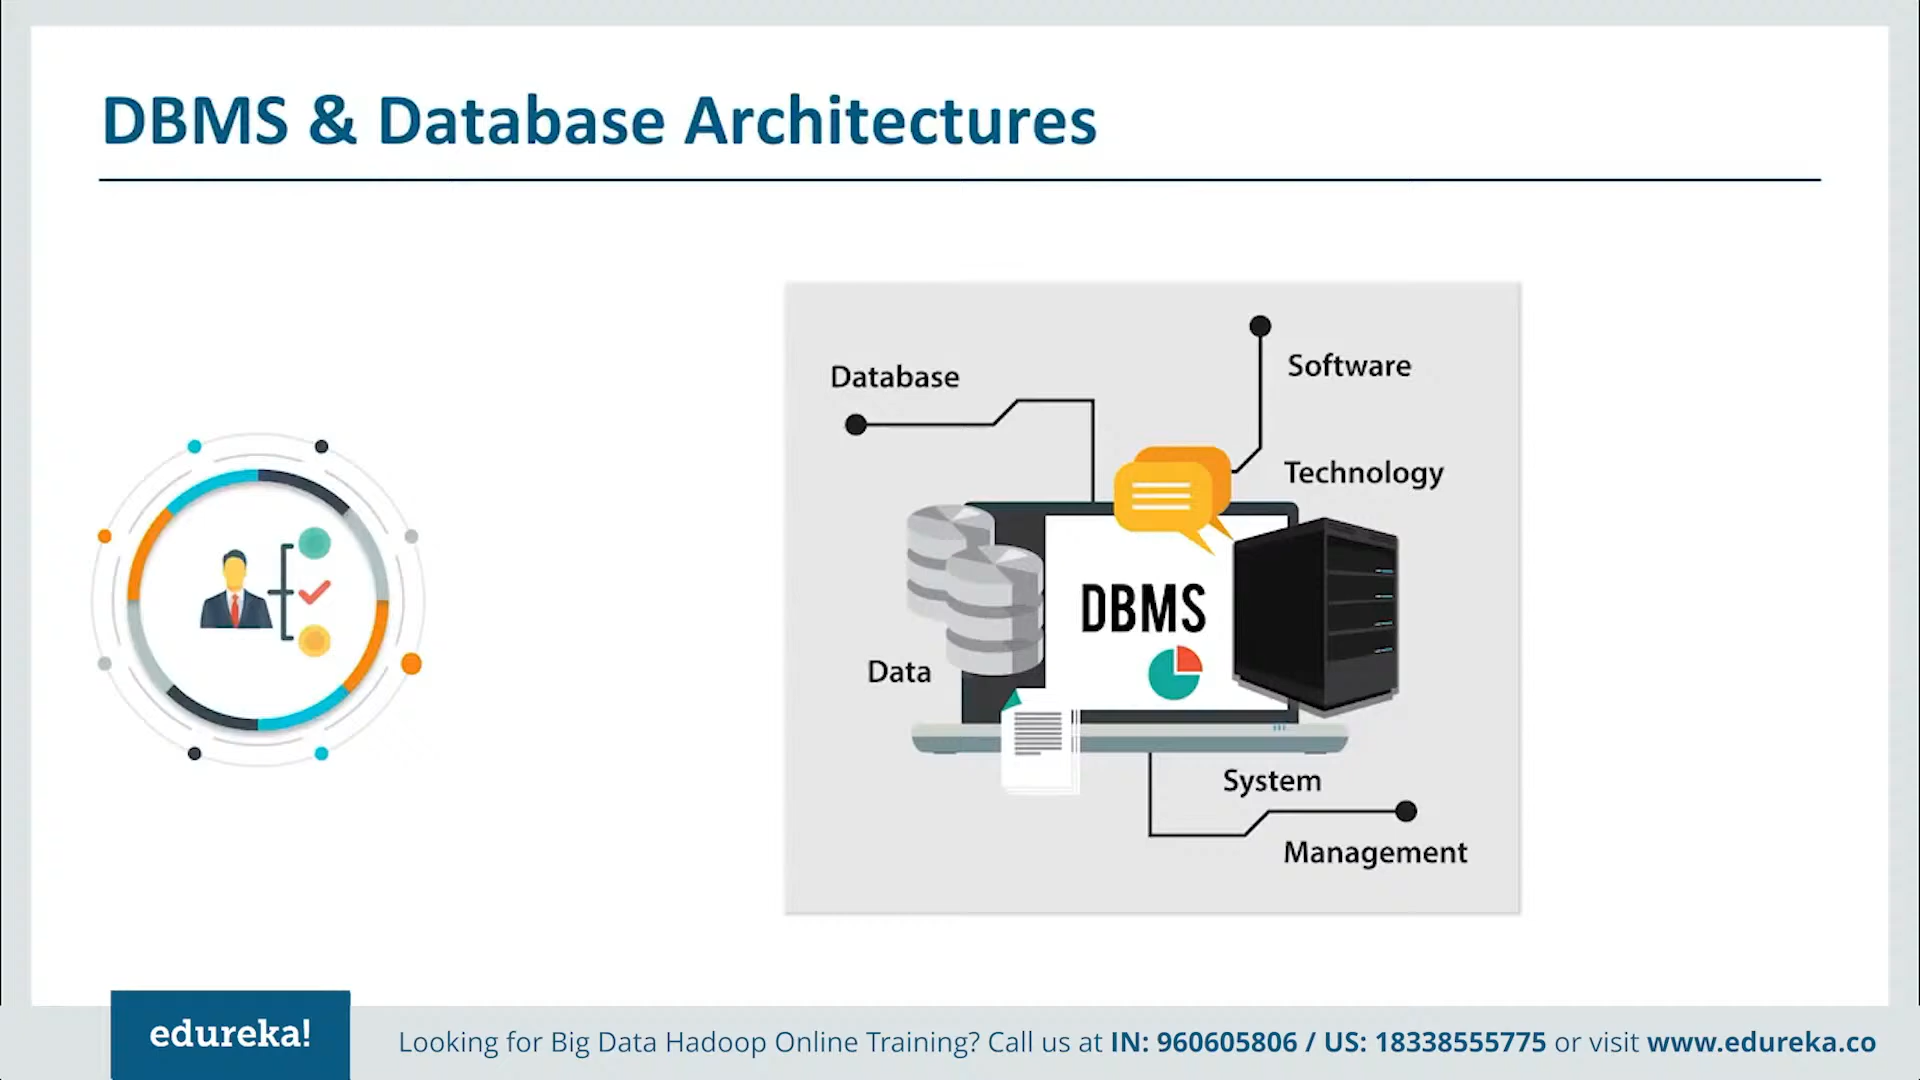 DBMS & Database Architectures
Database
Software
Technology
DBMS
Data
System
Management
edureka!
Looking for Big Data Hadoop Online Training? Call us at IN: 960605806 / US: 18338555775 or visit www.edureka.co